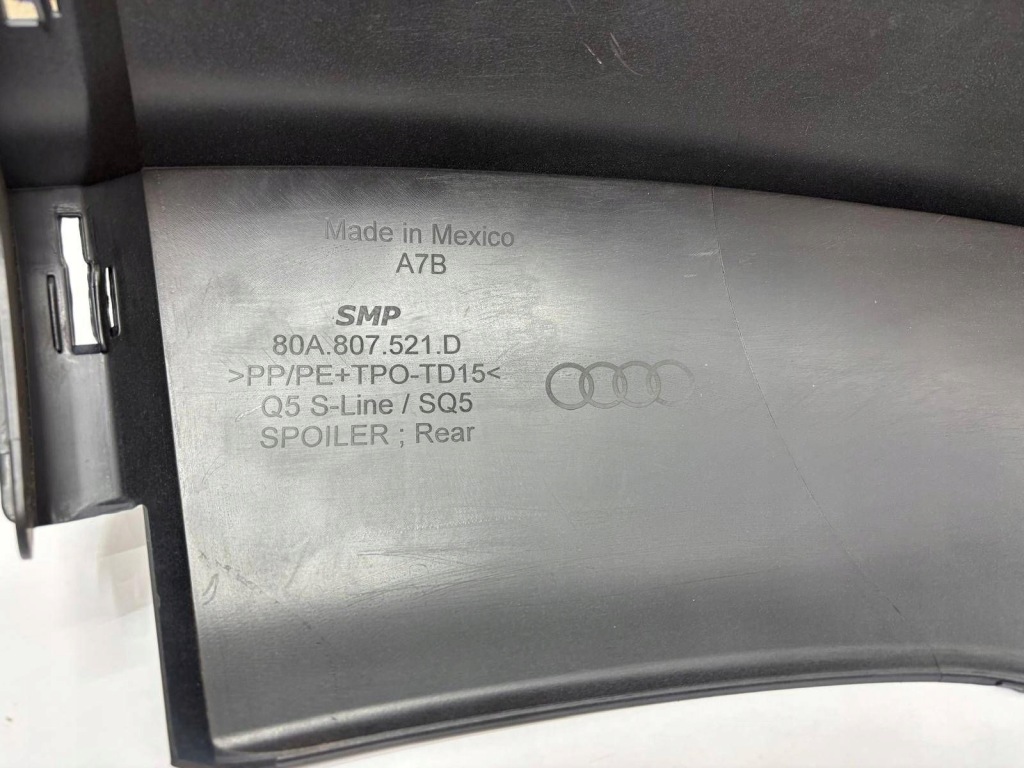 Made in Mexico
A7B
SMP
80A.807.521.D
>PP/PE+TPO-TD15<
Q5 S-Line / SQ5
SPOILER ; Rear